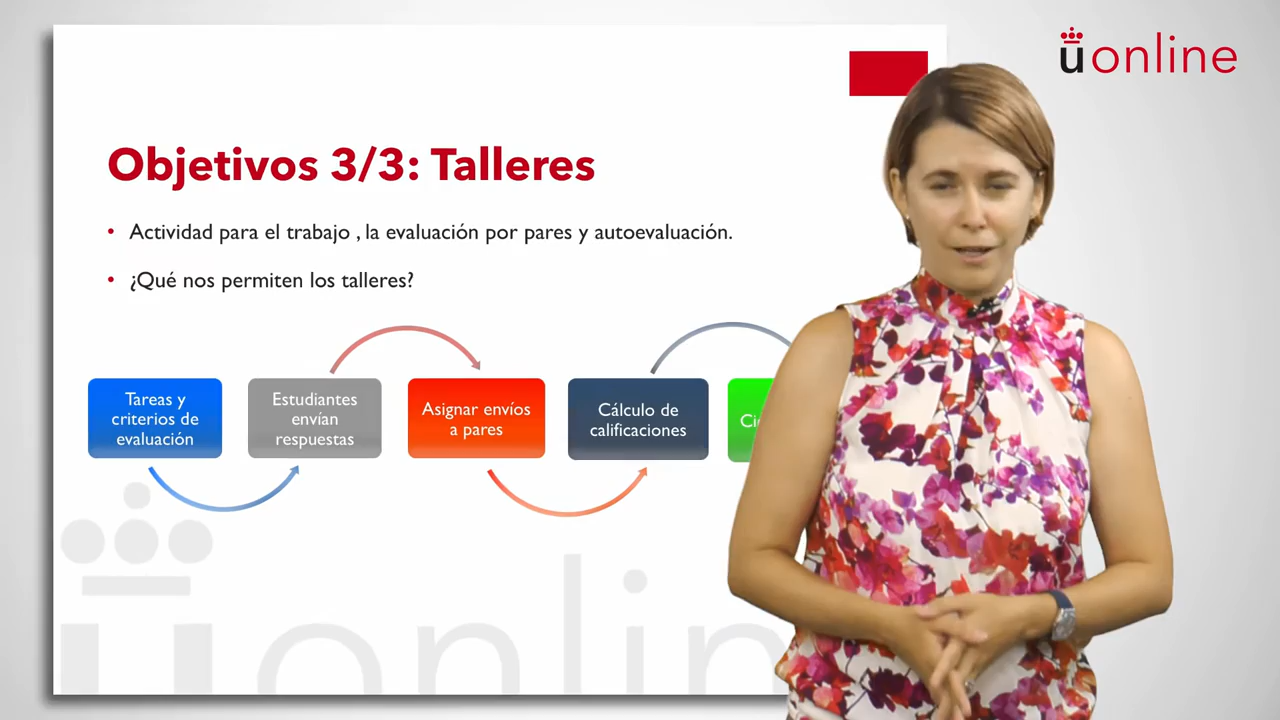 uonline
Objetivos 3/3: Talleres
• Actividad para el trabajo , la evaluación por pares y autoevaluación.
• ¿Qué nos permiten los talleres?
Tareas y
criterios de
evaluación
Estudiantes
envían
respuestas
Asignar envíos
a pares
Cálculo de
calificaciones